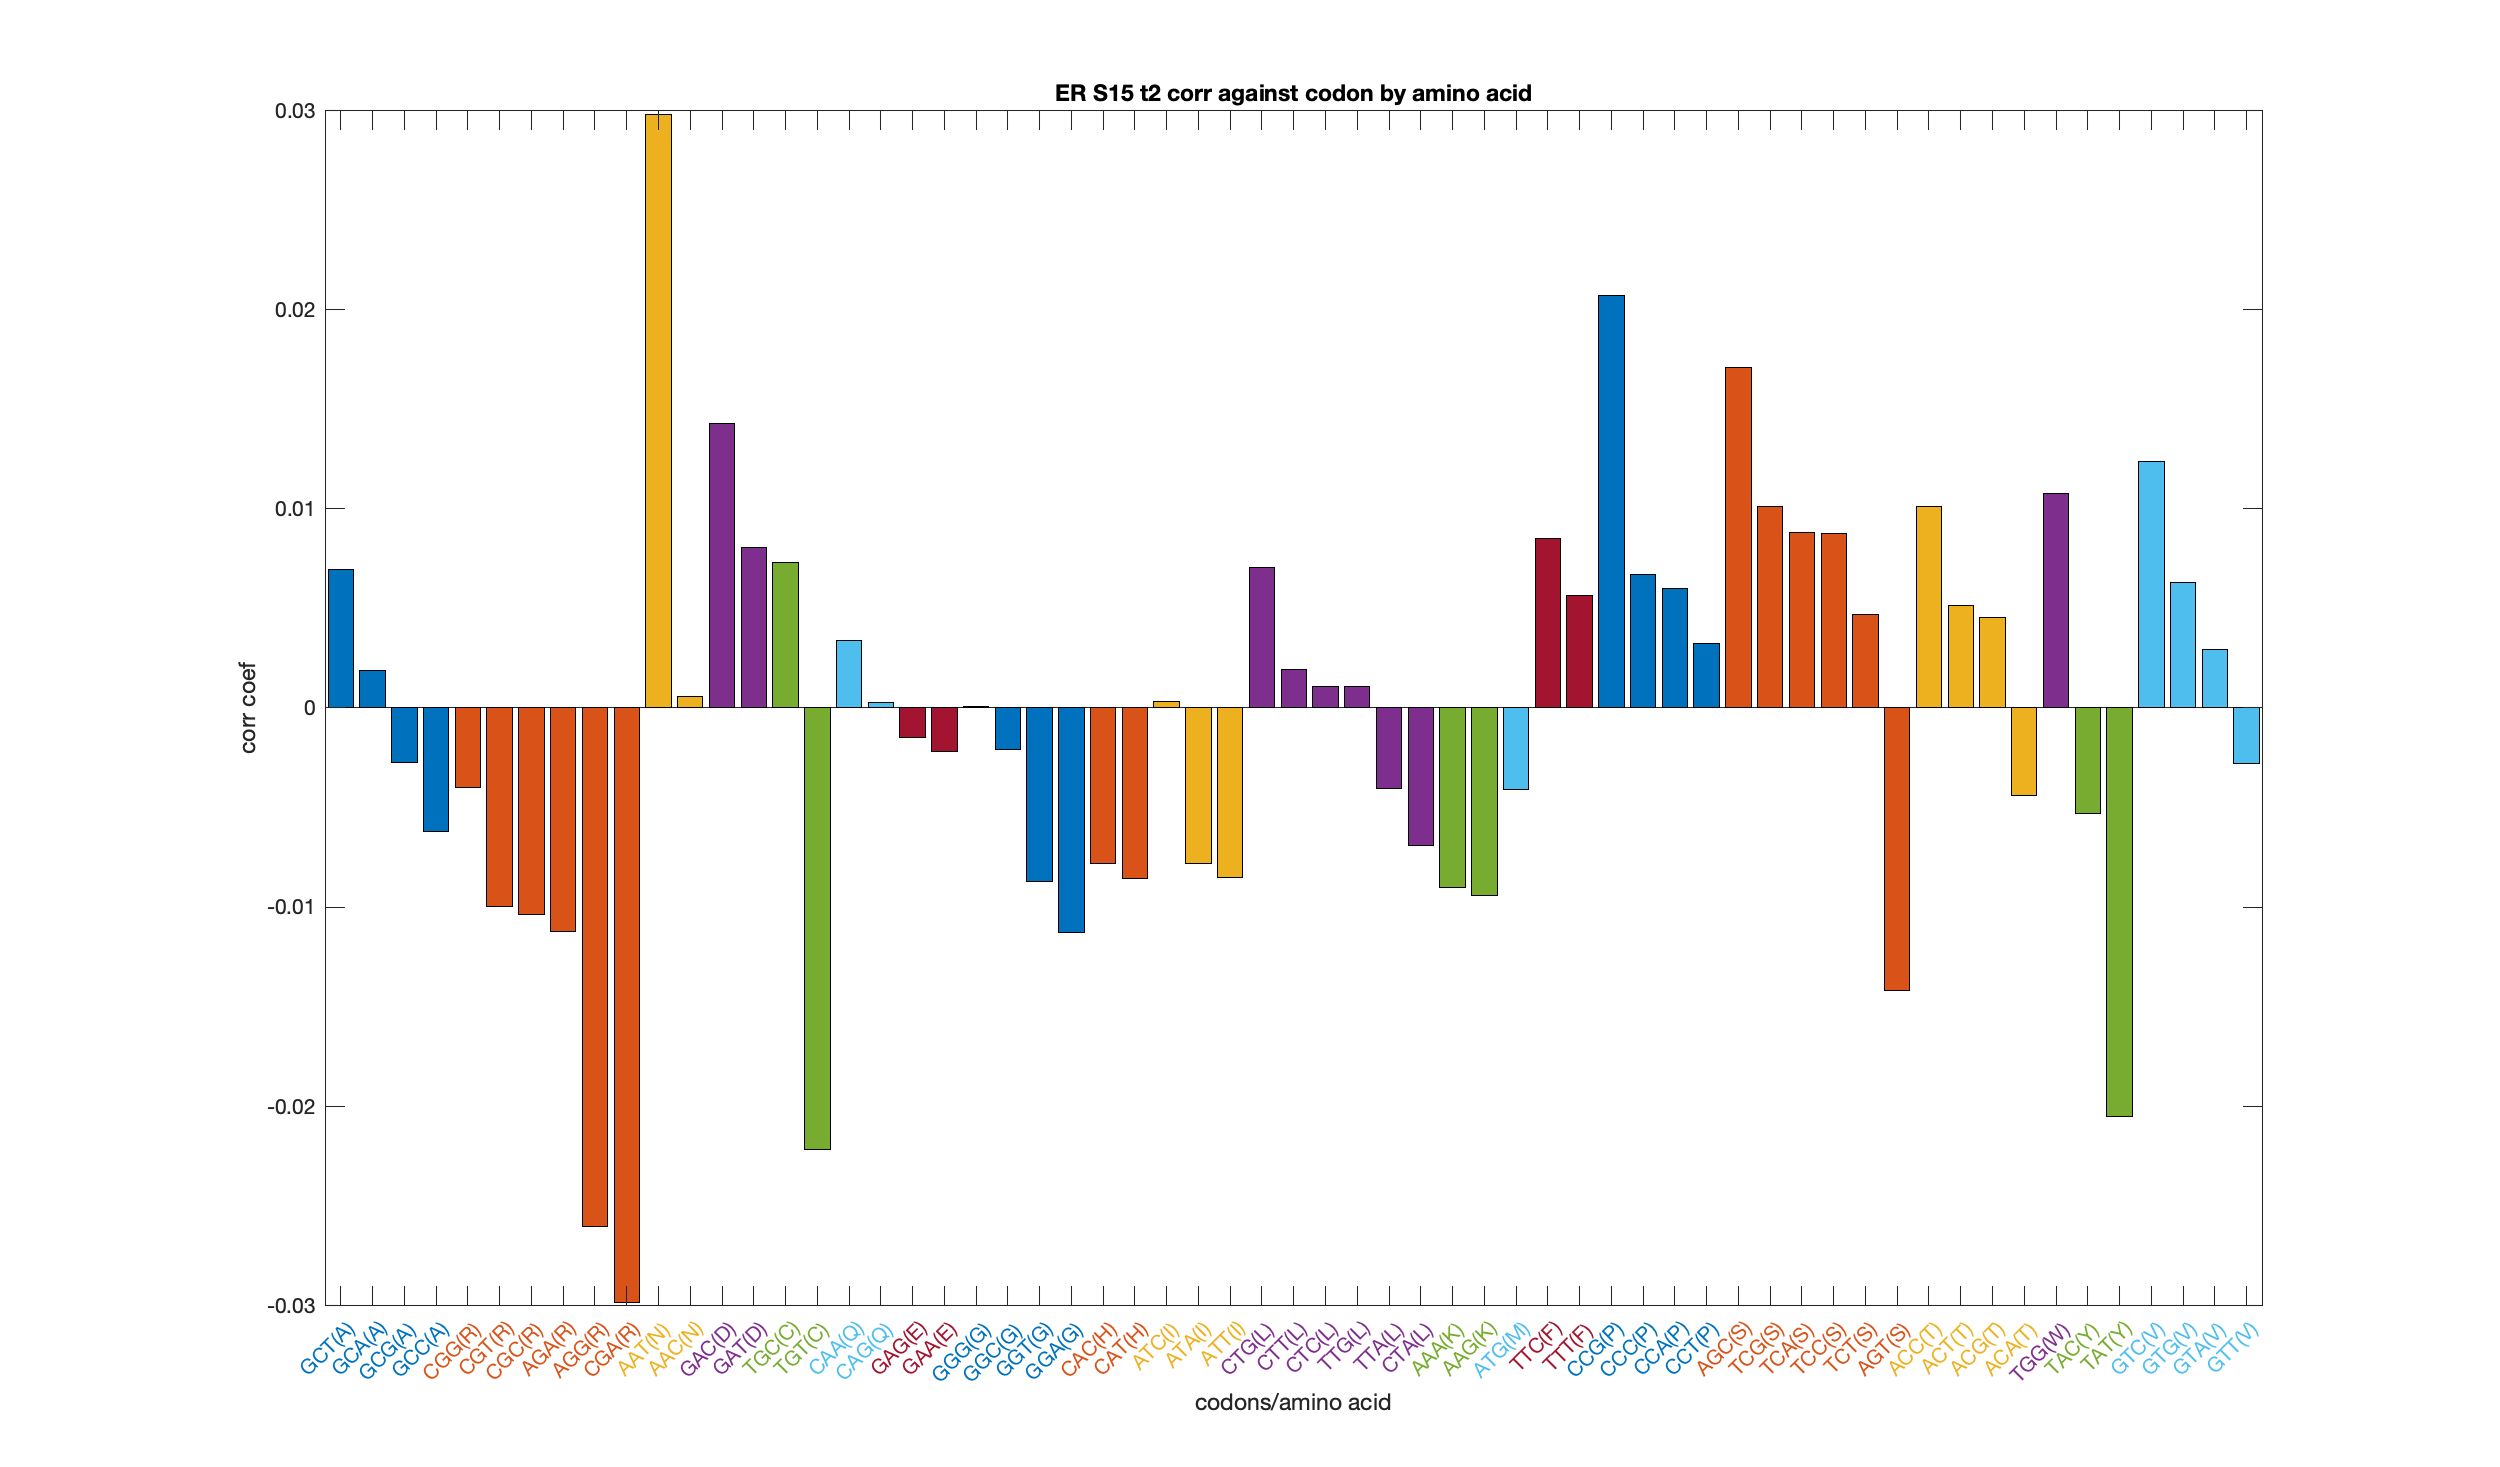 ER S15 t2 corr against codon by amino acid
0.03
0.02
0.01
0
-0.01
-0.02
-0.03
corr coef
GCT(A)
GCA(A)
GCG(A)
GCC(A)
CGG(R)
CGT(R)
CGC(R)
AGA(R)
AGG(R)
CGA(R)
AAT(N)
AAC(N)
GAC(D)
GAT(D)
TGC(C)
TGT(C)
CAA(Q)
CAG(Q)
GAG(E)
GAA(E)
GGG(G)
GGC(G)
GGT(G)
GGA(G)
CAC(H)
CAT(H)
ATC(I)
ATA(I)
ATT(I)
CTG(L)
CTT(L)
CTC(L)
TTG(L)
TTA(L)
CTA(L)
AAA(K)
AAG(K)
ATG(M)
TTC(F)
TTT(F)
CCG(P)
CCC(P)
CCA(P)
CCT(P)
AGC(S)
TCG(S)
TCA(S)
TCC(S)
TCT(S)
AGT(S)
ACC(T)
ACT(T)
ACG(T)
ACA(T)
TGG(W)
TAC(Y)
TAT(Y)
GTC(V)
GTG(V)
GTA(V)
GTT(V)
codons/amino acid